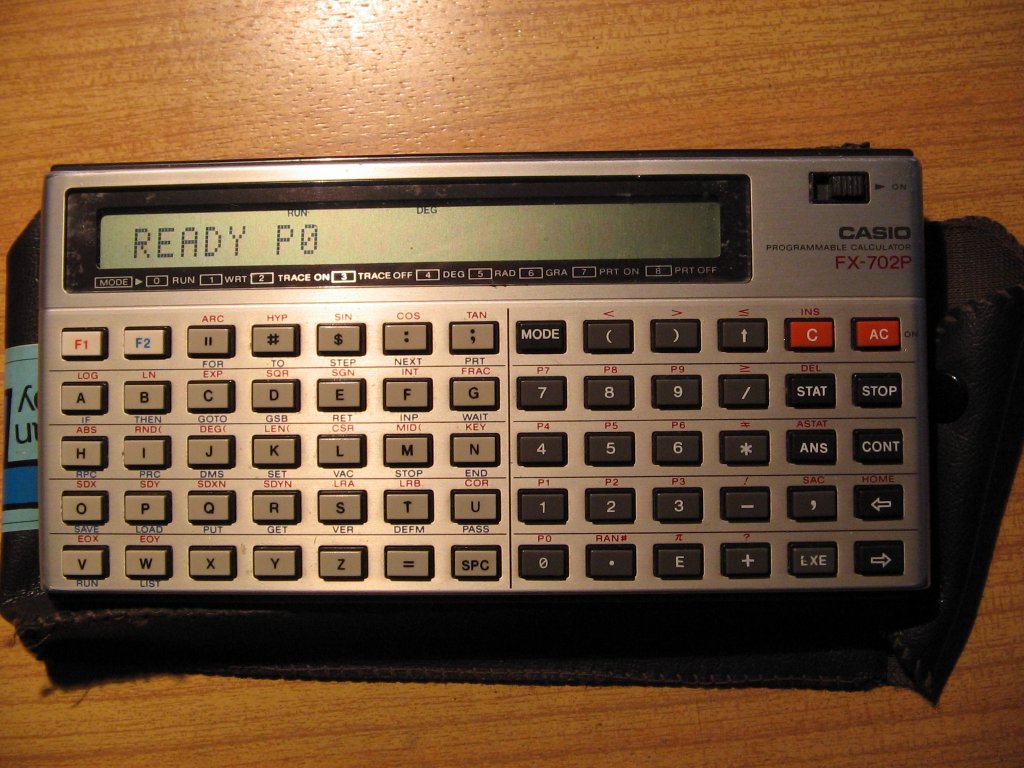 RUN DEG
READY P0
MODE ► 0 RUN 1 WRT 2 TRACE ON 3 TRACE OFF 4 DEG 5 RAD 6 GRA 7 PRT ON 8 PRT OFF
► ON
CASIO
PROGRAMMABLE CALCULATOR
FX-702P
ARC HYP SIN COS TAN < > ≤ INS
F1 F2 " # $ : ; MODE ( ) ↑ C AC ON
FOR TO STEP NEXT PRT
LOG LN EXP SQR SGN INT FRAC P7 P8 P9 ≥ DEL
A B C D E F G 7 8 9 / STAT STOP
IF THEN GOTO GSB RET INP WAIT
ABS RND( DEG( LEN( CSR MID( KEY P4 P5 P6 ≠ ASTAT
H I J K L M N 4 5 6 * ANS CONT
RPC PRC DMS SET VAC STOP END
SDX SDY SDXN SDYN LRA LRB COR P1 P2 P3 ! SAC HOME
O P Q R S T U 1 2 3 − , ⇦
SAVE LOAD PUT GET VER DEFM PASS
EOX EOY P0 RAN# π ?
V W X Y Z = SPC 0 . E + EXE ⇨
RUN LIST